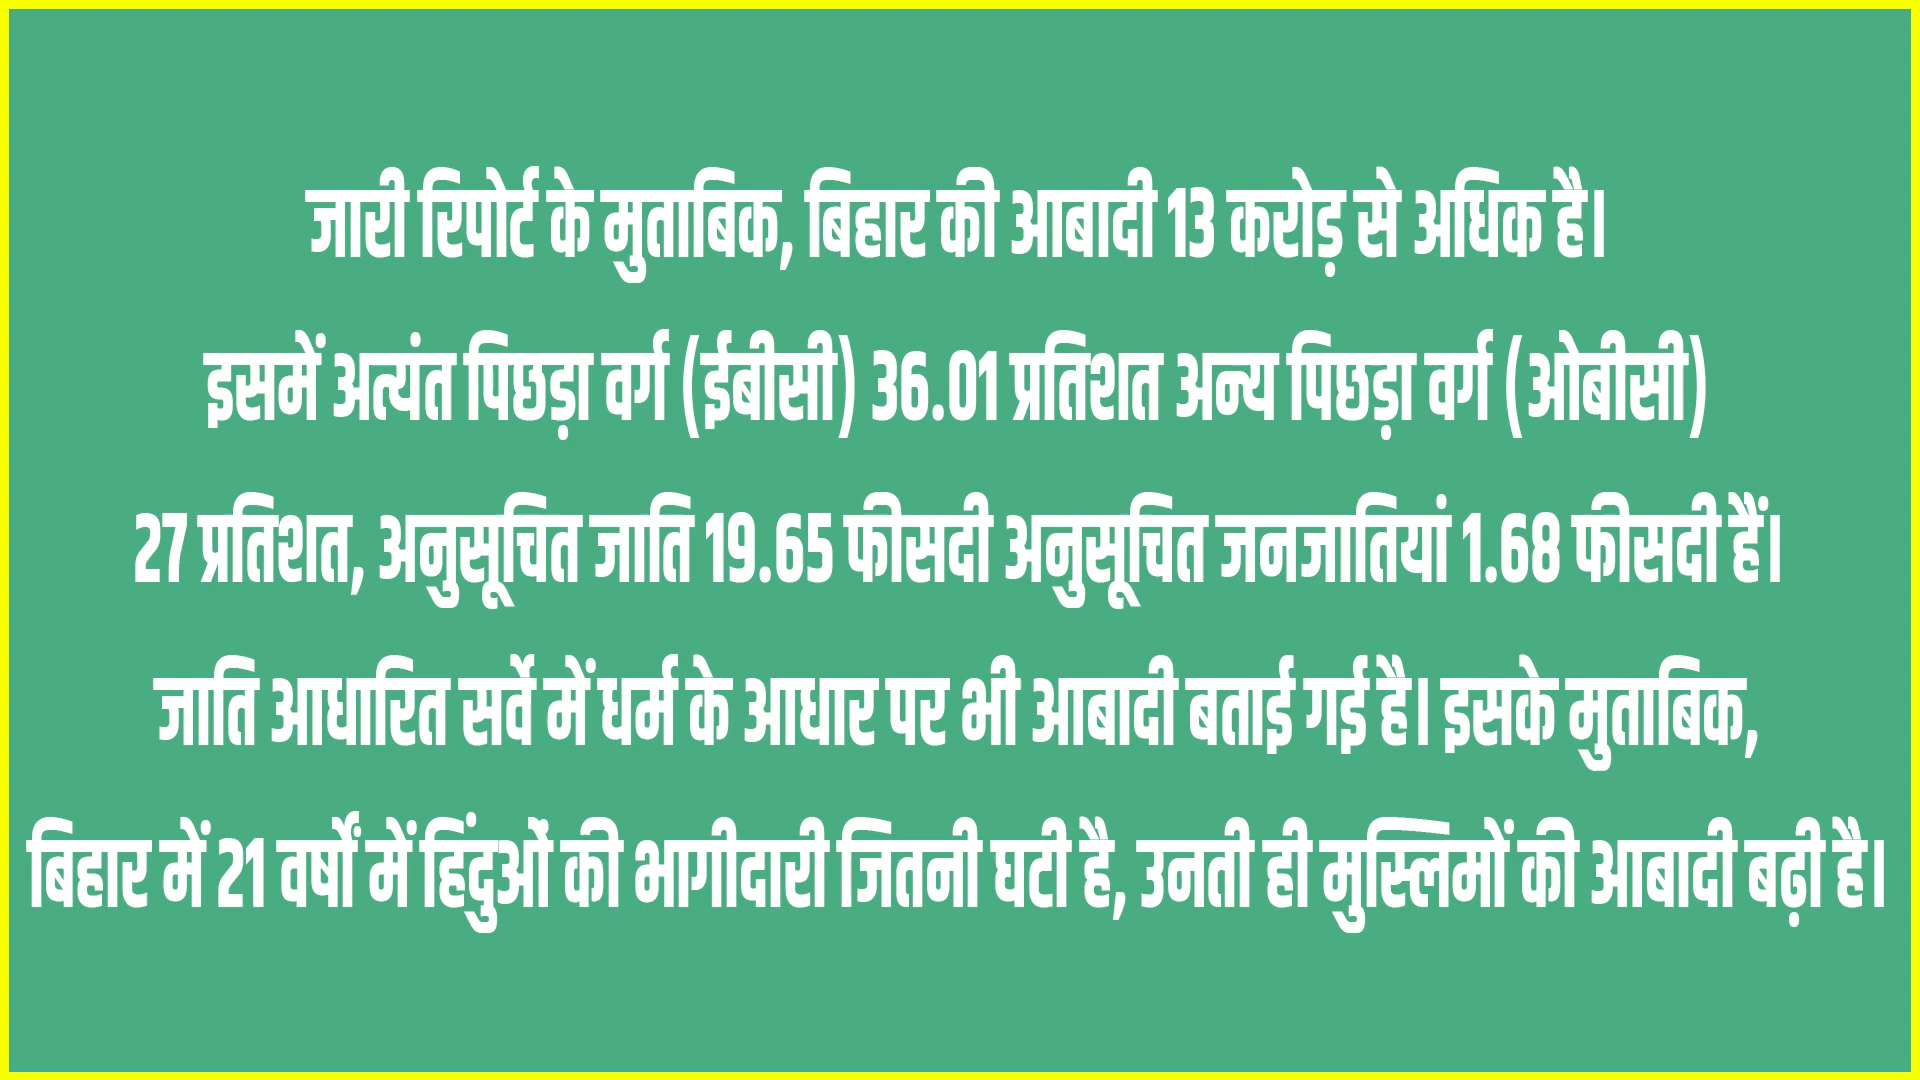 जारी रिपोर्ट के मुताबिक, बिहार की आबादी 13 करोड़ से अधिक है।
इसमें अत्यंत पिछड़ा वर्ग (ईबीसी) 36.01 प्रतिशत अन्य पिछड़ा वर्ग (ओबीसी)
27 प्रतिशत, अनुसूचित जाति 19.65 फीसदी अनुसूचित जनजातियां 1.68 फीसदी हैं।
जाति आधारित सर्वे में धर्म के आधार पर भी आबादी बताई गई है। इसके मुताबिक,
बिहार में 21 वर्षों में हिंदुओं की भागीदारी जितनी घटी है, उनती ही मुस्लिमों की आबादी बढ़ी है।